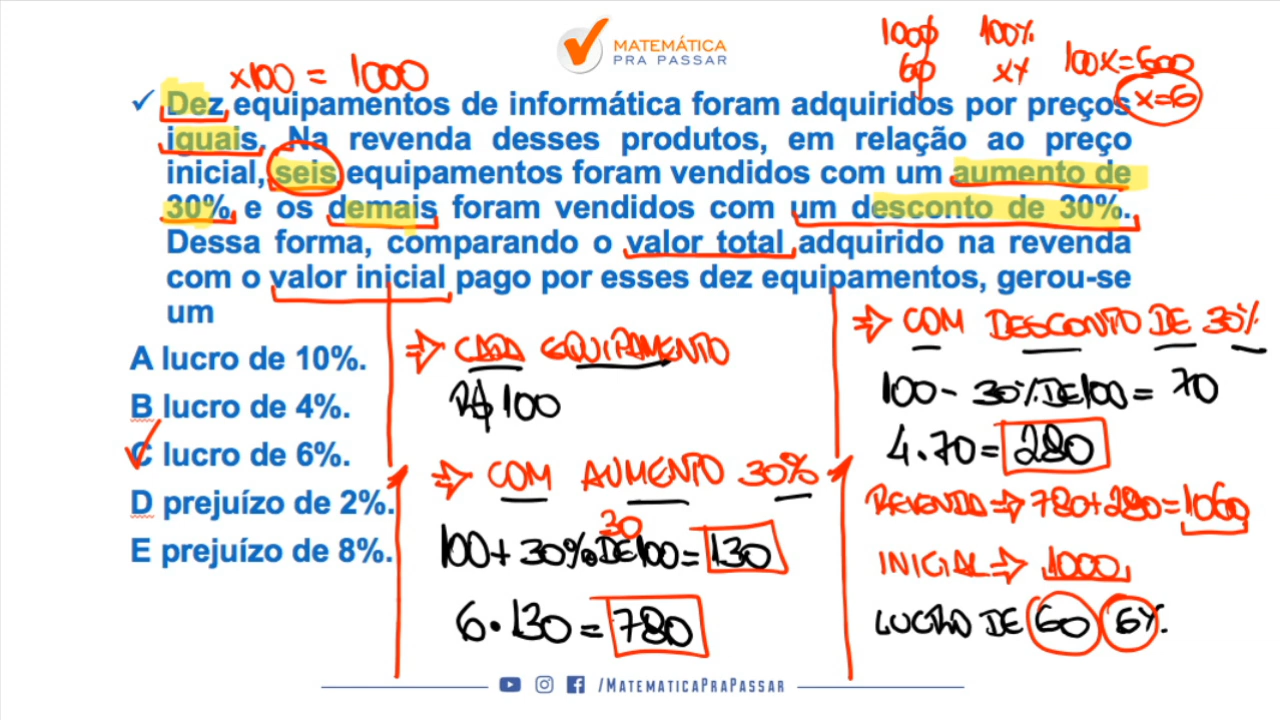 MATEMÁTICA
PRA PASSAR
1000 100%
60 x%
100x=600
x=6
x100 = 1000
✓ Dez equipamentos de informática foram adquiridos por preços
iguais. Na revenda desses produtos, em relação ao preço
inicial, seis equipamentos foram vendidos com um aumento de
30% e os demais foram vendidos com um desconto de 30%.
Dessa forma, comparando o valor total adquirido na revenda
com o valor inicial pago por esses dez equipamentos, gerou-se
um
A lucro de 10%.
B lucro de 4%.
C lucro de 6%.
D prejuízo de 2%.
E prejuízo de 8%.
⇒ CADA EQUIPAMENTO
R$ 100
⇒ COM AUMENTO 30%
30
100+30%DE100=130
6·130=780
⇒ COM DESCONTO DE 30%
100-30%DE100=70
4.70=280
REVENDA⇒780+280=1060
INICIAL⇒1000
LUCRO DE 60 6%.
/MATEMATICAPRAPASSAR